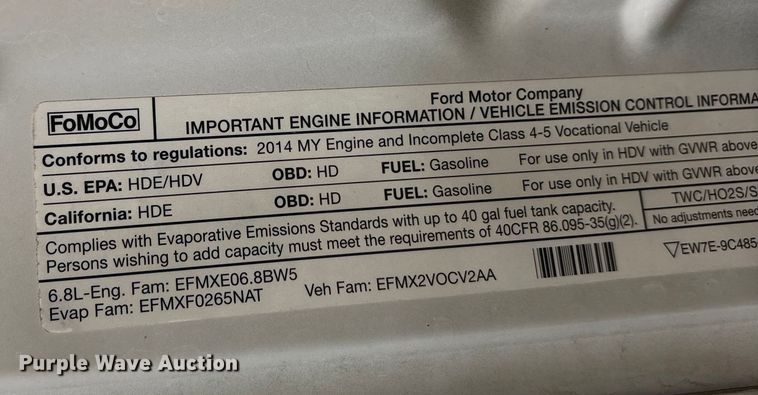 Ford Motor Company
FoMoCo IMPORTANT ENGINE INFORMATION / VEHICLE EMISSION CONTROL INFORMA
Conforms to regulations: 2014 MY Engine and Incomplete Class 4-5 Vocational Vehicle
U.S. EPA: HDE/HDV OBD: HD FUEL: Gasoline For use only in HDV with GVWR above
California: HDE OBD: HD FUEL: Gasoline For use only in HDV with GVWR above
Complies with Evaporative Emissions Standards with up to 40 gal fuel tank capacity. TWC/HO2S/S
Persons wishing to add capacity must meet the requirements of 40CFR 86.095-35(g)(2). No adjustments need
6.8L-Eng. Fam: EFMXE06.8BW5 Veh Fam: EFMX2VOCV2AA EW7E-9C485
Evap Fam: EFMXF0265NAT
Purple Wave Auction